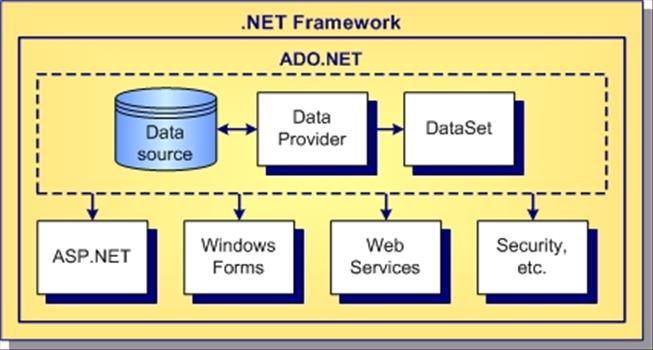 .NET Framework
ADO.NET
Data
source
Data
Provider
DataSet
ASP.NET
Windows
Forms
Web
Services
Security,
etc.